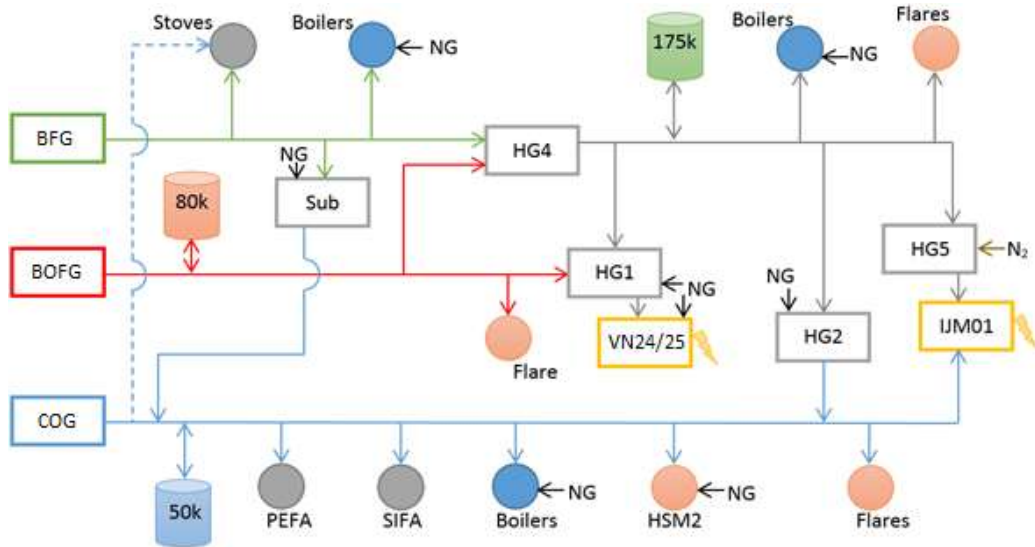 Stoves
Boilers
NG
175k
Boilers
NG
Flares
BFG
HG4
NG
Sub
80k
BOFG
HG1
NG
HG5
N₂
NG
VN24/25
HG2
IJM01
Flare
COG
50k
PEFA
SIFA
Boilers
NG
HSM2
NG
Flares